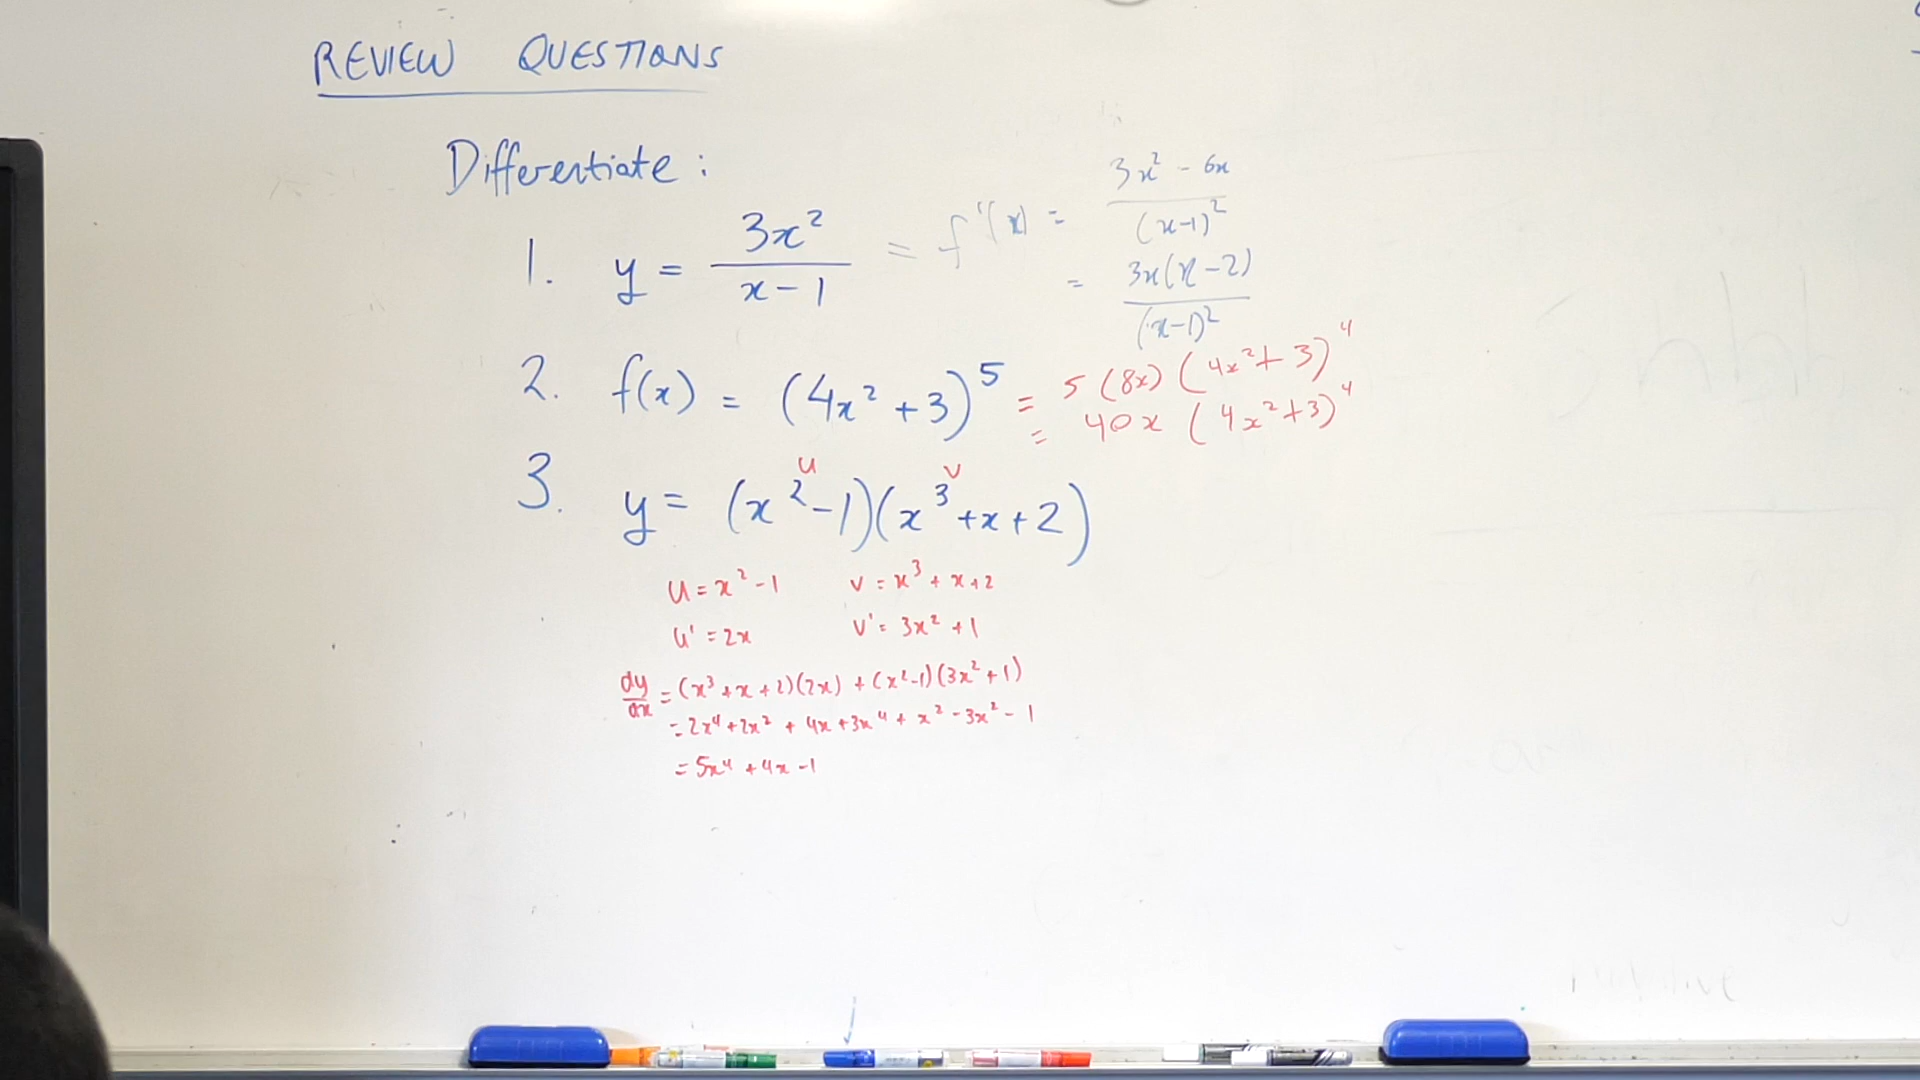 REVIEW QUESTIONS
Differentiate :
1. y = 3x² / (x - 1) = f'(x) = (3x² - 6x) / (x-1)²
= 3x(x-2) / (x-1)²
2. f(x) = (4x² + 3)⁵ = 5 (8x) (4x² + 3)⁴
= 40x (4x² + 3)⁴
u v
3. y = (x² - 1)(x³ + x + 2)
u = x² - 1 v = x³ + x + 2
u' = 2x v' = 3x² + 1
dy/dx = (x³ + x + 2)(2x) + (x² - 1)(3x² + 1)
= 2x⁴ + 2x² + 4x + 3x⁴ + x² - 3x² - 1
= 5x⁴ + 4x - 1